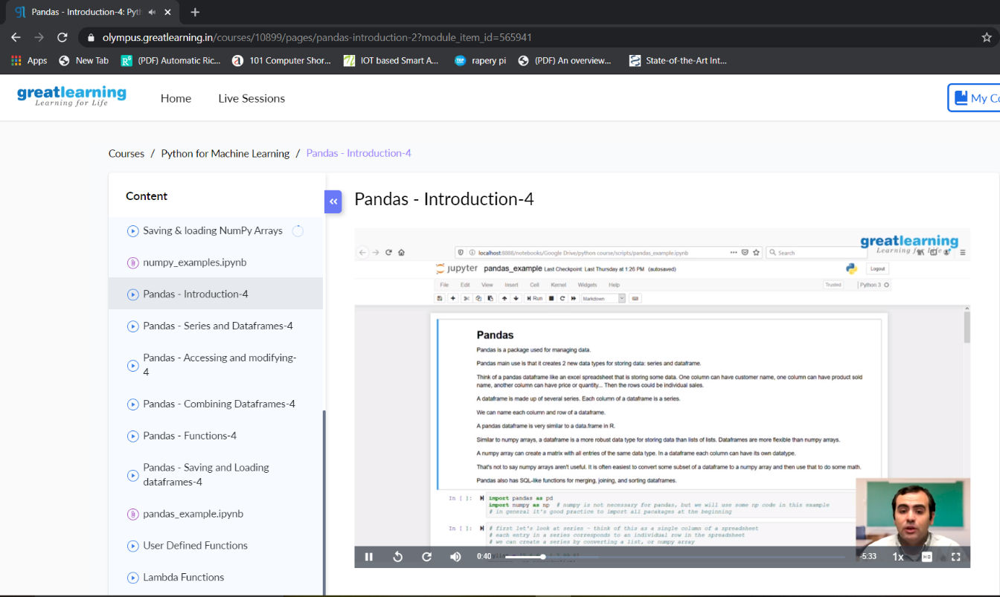 Pandas - Introduction-4: Pyth
olympus.greatlearning.in/courses/10899/pages/pandas-introduction-2?module_item_id=565941
Apps New Tab (PDF) Automatic Ric... 101 Computer Shor... IOT based Smart A... rapery pi (PDF) An overview... State-of-the-Art Int...
greatlearning
Learning for Life
Home Live Sessions My Co
Courses / Python for Machine Learning / Pandas - Introduction-4
Content
Saving & loading NumPy Arrays
numpy_examples.ipynb
Pandas - Introduction-4
Pandas - Series and Dataframes-4
Pandas - Accessing and modifying-
4
Pandas - Combining Dataframes-4
Pandas - Functions-4
Pandas - Saving and Loading
dataframes-4
pandas_example.ipynb
User Defined Functions
Lambda Functions
Pandas - Introduction-4
greatlearning
Learning for Life
localhost:8888/notebooks/Google Drive/python course/scripts/pandas_example.ipynb Search
jupyter pandas_example Last Checkpoint: Last Thursday at 1:26 PM (autosaved) Logout
File Edit View Insert Cell Kernel Widgets Help Trusted Python 3
Run Markdown
Pandas
Pandas is a package used for managing data.
Pandas main use is that it creates 2 new data types for storing data: series and dataframe.
Think of a pandas dataframe like an excel spreadsheet that is storing some data. One column can have customer name, one column can have product sold
name, another column can have price or quantity... Then the rows could be individual sales.
A dataframe is made up of several series. Each column of a dataframe is a series.
We can name each column and row of a dataframe.
A pandas dataframe is very similar to a data.frame in R.
Similar to numpy arrays, a dataframe is a more robust data type for storing data than lists of lists. Dataframes are more flexible than numpy arrays.
A numpy array can create a matrix with all entries of the same data type. In a dataframe each column can have its own datatype.
That's not to say numpy arrays aren't useful. It is often easiest to convert some subset of a dataframe to a numpy array and then use that to do some math.
Pandas also has SQL-like functions for merging, joining, and sorting dataframes.
In [ ]: import pandas as pd
import numpy as np # numpy is not necessary for pandas, but we will use some np code in this example
# in general it's good practice to import all pacakages at the beginning
In [ ]: # first let's look at series - think of this as a single column of a spreadsheet
# each entry in a series corresponds to an individual row in the spreadsheet
# we can create a series by converting a list, or numpy array
0:40 -5:33 1x HD